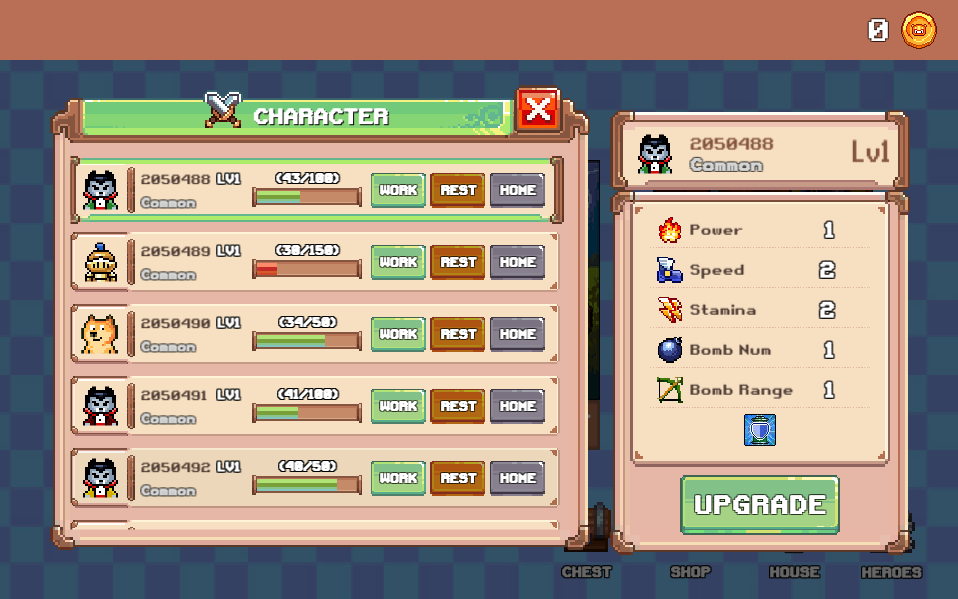 0
CHARACTER
2050488 LV1
Common
(43/100)
WORK REST HOME
2050489 LV1
Common
(30/150)
WORK REST HOME
2050490 LV1
Common
(34/50)
WORK REST HOME
2050491 LV1
Common
(41/100)
WORK REST HOME
2050492 LV1
Common
(40/50)
WORK REST HOME
2050488
Common
Lv1
Power 1
Speed 2
Stamina 2
Bomb Num 1
Bomb Range 1
UPGRADE
CHEST SHOP HOUSE HEROES